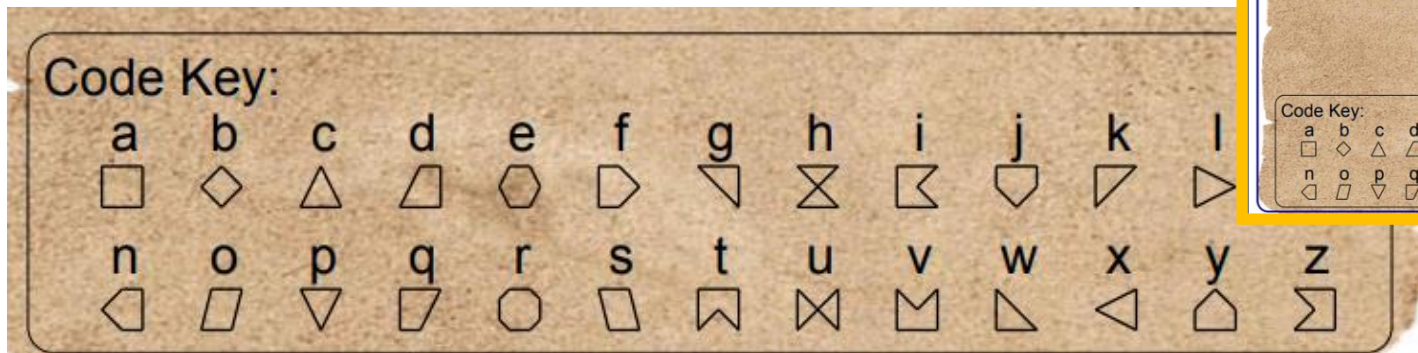 Code Key:
a b c d e f g h i j k l
n o p q r s t u v w x y z
Code Key:
a b c d
n o p q